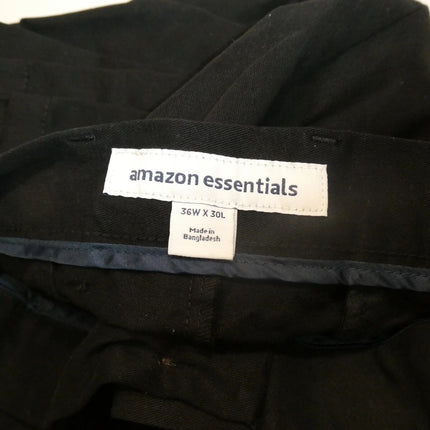 amazon essentials
36W X 30L
Made in
Bangladesh